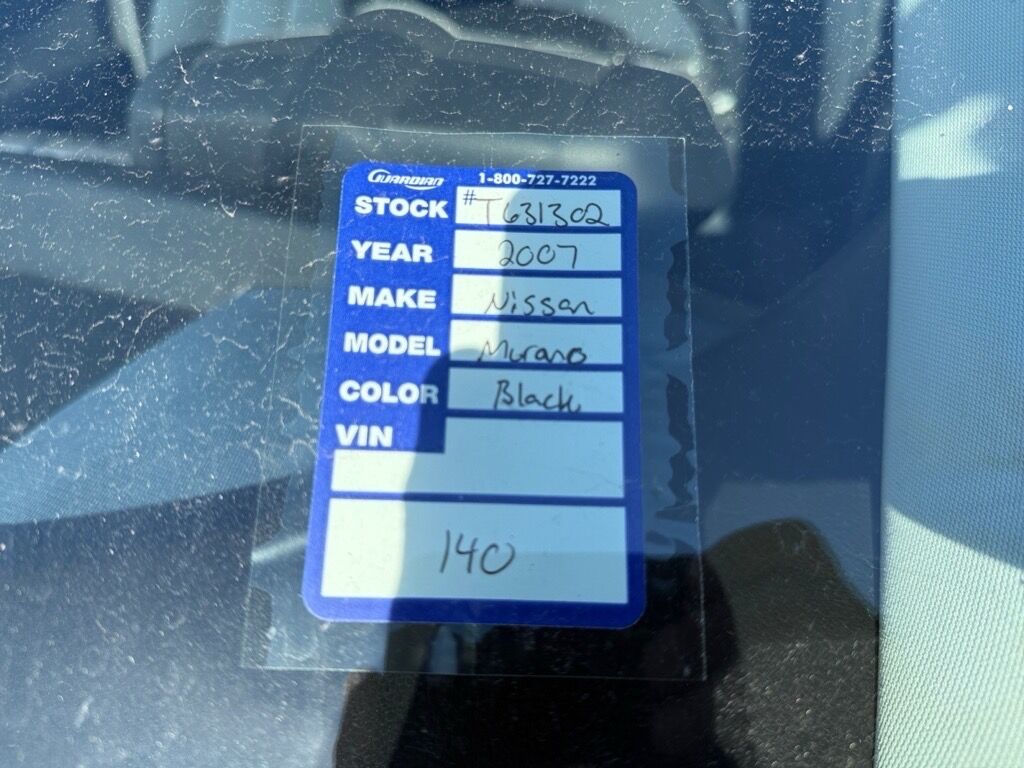 GUARDIAN 1-800-727-7222
STOCK # T631302
YEAR 2007
MAKE Nissan
MODEL Murano
COLOR Black
VIN
140